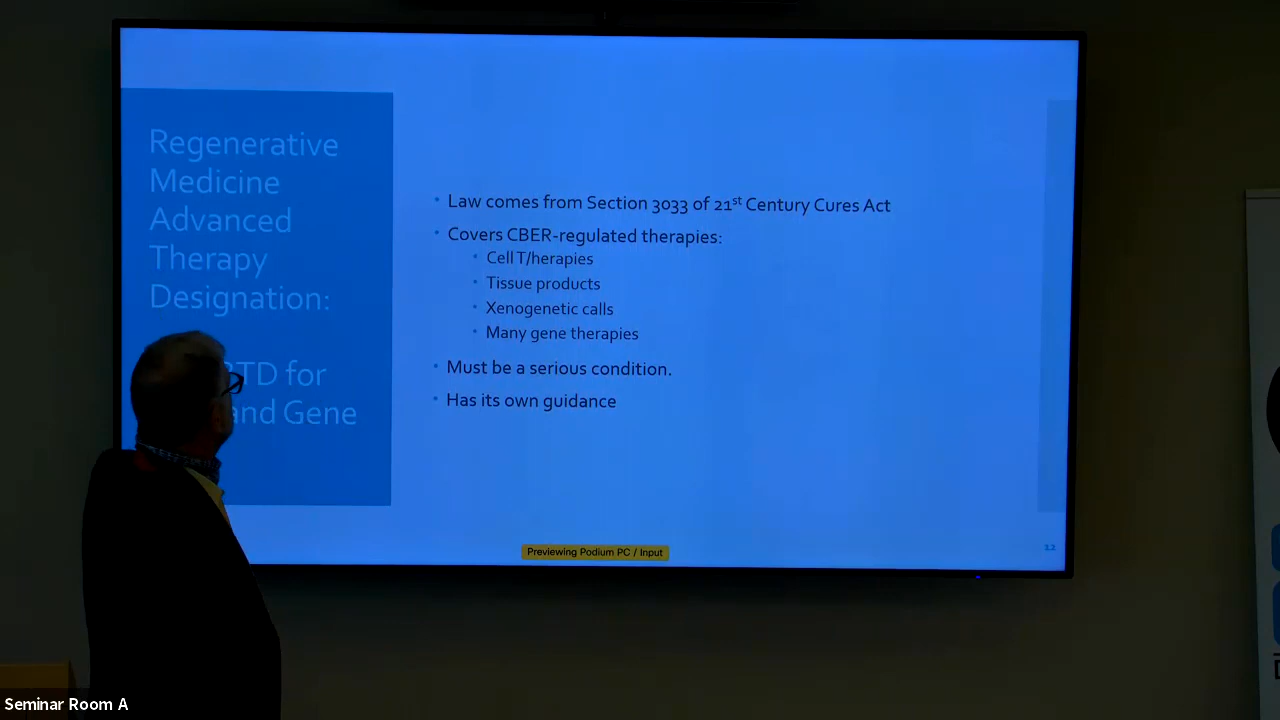 Regenerative
Medicine
Advanced
Therapy
Designation:
TD for
and Gene
Law comes from Section 3033 of 21st Century Cures Act
Covers CBER-regulated therapies:
Cell T/herapies
Tissue products
Xenogenetic calls
Many gene therapies
Must be a serious condition.
Has its own guidance
Previewing Podium PC / Input
22
Seminar Room A